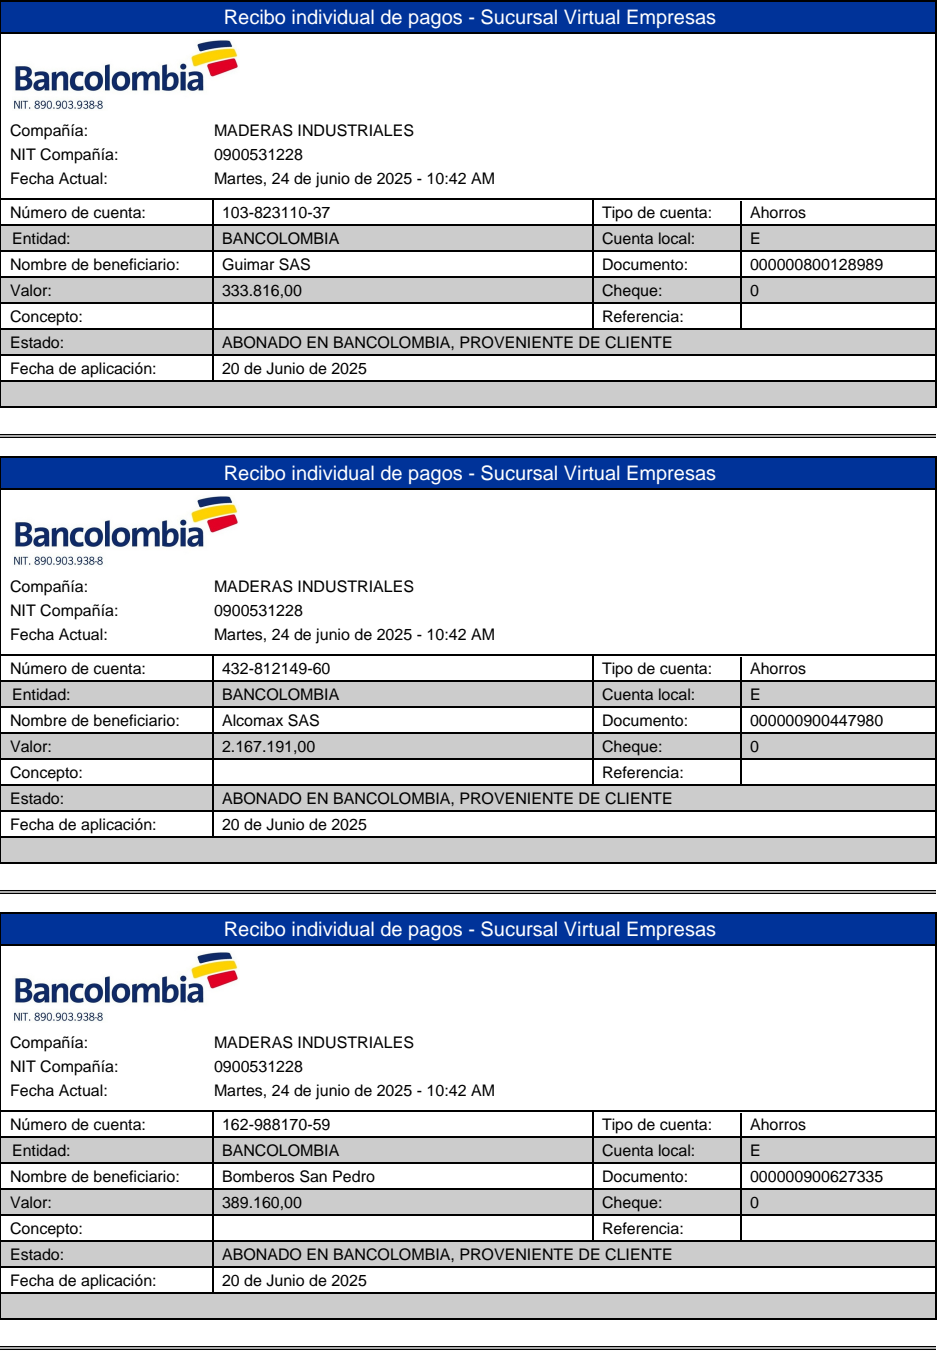 Recibo individual de pagos - Sucursal Virtual Empresas
Bancolombia
NIT. 890.903.938-8
Compañía: MADERAS INDUSTRIALES
NIT Compañía: 0900531228
Fecha Actual: Martes, 24 de junio de 2025 - 10:42 AM
Número de cuenta: 103-823110-37 Tipo de cuenta: Ahorros
Entidad: BANCOLOMBIA Cuenta local: E
Nombre de beneficiario: Guimar SAS Documento: 000000800128989
Valor: 333.816,00 Cheque: 0
Concepto: Referencia:
Estado: ABONADO EN BANCOLOMBIA, PROVENIENTE DE CLIENTE
Fecha de aplicación: 20 de Junio de 2025
Recibo individual de pagos - Sucursal Virtual Empresas
Bancolombia
NIT. 890.903.938-8
Compañía: MADERAS INDUSTRIALES
NIT Compañía: 0900531228
Fecha Actual: Martes, 24 de junio de 2025 - 10:42 AM
Número de cuenta: 432-812149-60 Tipo de cuenta: Ahorros
Entidad: BANCOLOMBIA Cuenta local: E
Nombre de beneficiario: Alcomax SAS Documento: 000000900447980
Valor: 2.167.191,00 Cheque: 0
Concepto: Referencia:
Estado: ABONADO EN BANCOLOMBIA, PROVENIENTE DE CLIENTE
Fecha de aplicación: 20 de Junio de 2025
Recibo individual de pagos - Sucursal Virtual Empresas
Bancolombia
NIT. 890.903.938-8
Compañía: MADERAS INDUSTRIALES
NIT Compañía: 0900531228
Fecha Actual: Martes, 24 de junio de 2025 - 10:42 AM
Número de cuenta: 162-988170-59 Tipo de cuenta: Ahorros
Entidad: BANCOLOMBIA Cuenta local: E
Nombre de beneficiario: Bomberos San Pedro Documento: 000000900627335
Valor: 389.160,00 Cheque: 0
Concepto: Referencia:
Estado: ABONADO EN BANCOLOMBIA, PROVENIENTE DE CLIENTE
Fecha de aplicación: 20 de Junio de 2025